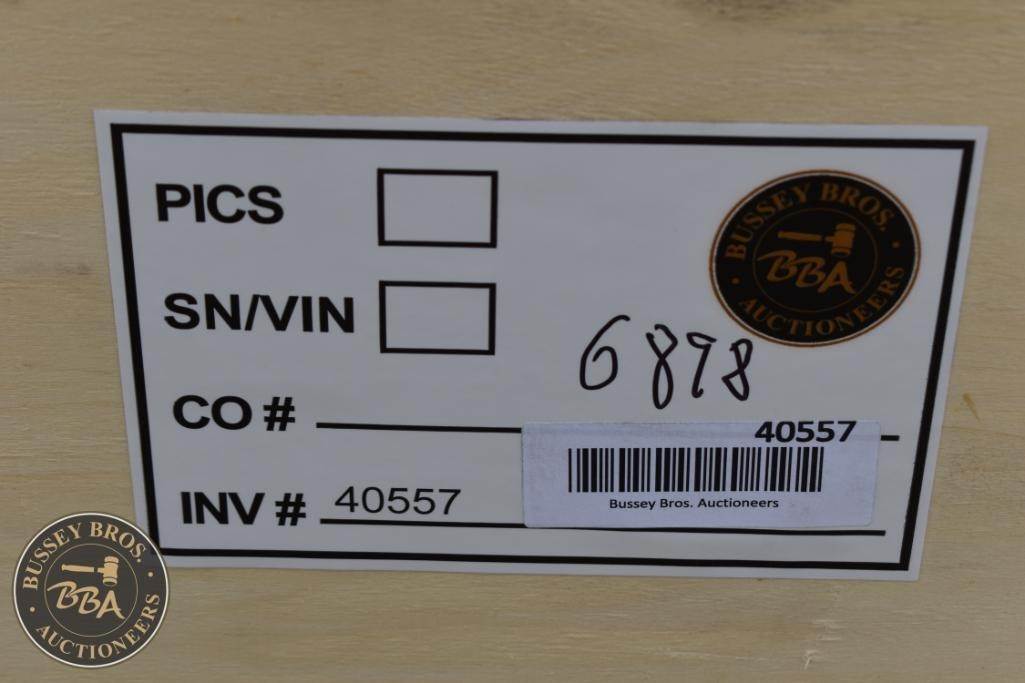 PICS
BUSSEY BROS.
BBA
AUCTIONEERS
SN/VIN
6898
CO #
40557
INV # 40557
Bussey Bros. Auctioneers
BUSSEY BROS.
BBA
AUCTIONEERS